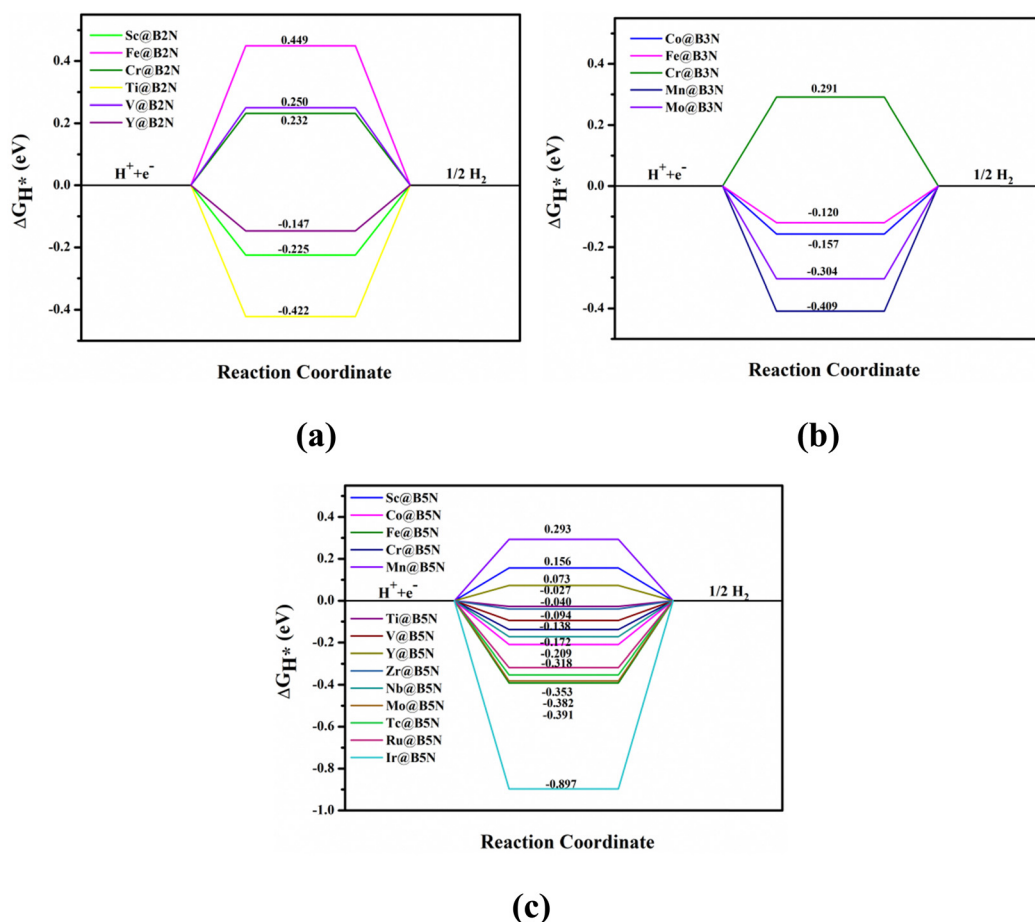 Sc@B2N
Fe@B2N
Cr@B2N
Ti@B2N
V@B2N
Y@B2N
0.449
0.250
0.232
-0.147
-0.225
-0.422
H⁺+e⁻
1/2 H₂
0.4
0.2
0.0
-0.2
-0.4
ΔG_H* (eV)
Reaction Coordinate
(a)
Co@B3N
Fe@B3N
Cr@B3N
Mn@B3N
Mo@B3N
0.291
-0.120
-0.157
-0.304
-0.409
H⁺+e⁻
1/2 H₂
0.4
0.2
0.0
-0.2
-0.4
ΔG_H* (eV)
Reaction Coordinate
(b)
Sc@B5N
Co@B5N
Fe@B5N
Cr@B5N
Mn@B5N
H⁺+e⁻
1/2 H₂
Ti@B5N
V@B5N
Y@B5N
Zr@B5N
Nb@B5N
Mo@B5N
Tc@B5N
Ru@B5N
Ir@B5N
0.293
0.156
0.073
-0.027
-0.040
-0.094
-0.138
-0.172
-0.209
-0.318
-0.353
-0.382
-0.391
-0.897
0.4
0.2
0.0
-0.2
-0.4
-0.6
-0.8
-1.0
ΔG_H* (eV)
Reaction Coordinate
(c)